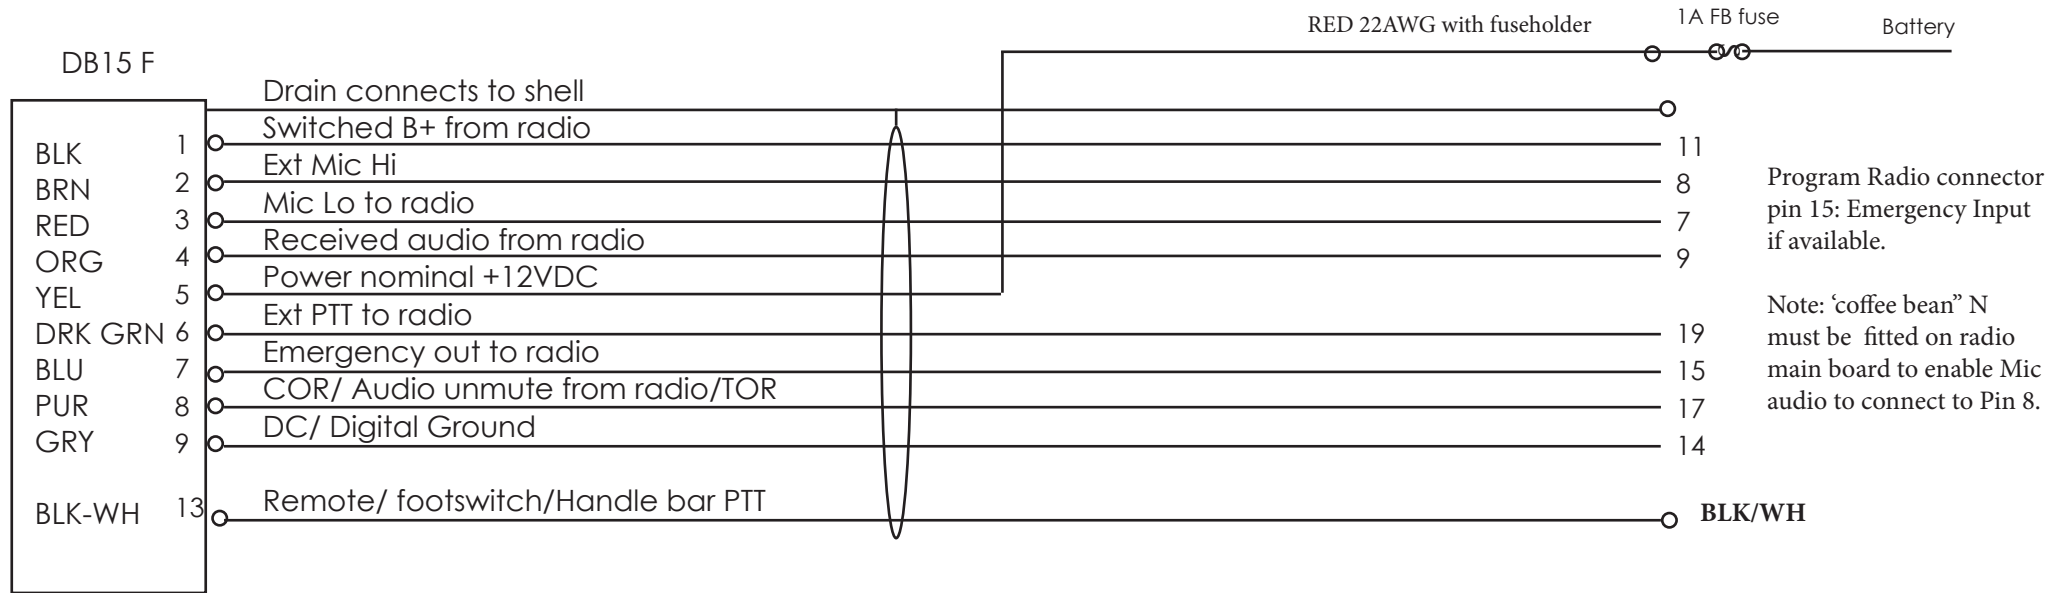 RED 22AWG with fuseholder
1A FB fuse
Battery
DB15 F
Drain connects to shell
BLK 1 Switched B+ from radio 11
BRN 2 Ext Mic Hi 8
RED 3 Mic Lo to radio 7
ORG 4 Received audio from radio 9
YEL 5 Power nominal +12VDC
DRK GRN 6 Ext PTT to radio 19
BLU 7 Emergency out to radio 15
PUR 8 COR/ Audio unmute from radio/TOR 17
GRY 9 DC/ Digital Ground 14
BLK-WH 13 Remote/ footswitch/Handle bar PTT BLK/WH
Program Radio connector
pin 15: Emergency Input
if available.
Note: ‘coffee bean” N
must be fitted on radio
main board to enable Mic
audio to connect to Pin 8.